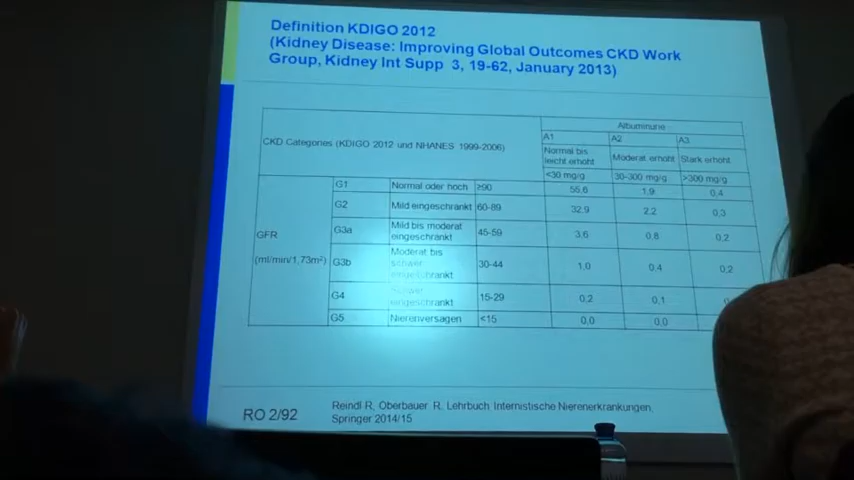 Definition KDIGO 2012
(Kidney Disease: Improving Global Outcomes CKD Work
Group, Kidney Int Supp 3, 19-62, January 2013)
CKD Categories (KDIGO 2012 und NHANES 1999-2006)
Albuminurie
A1 A2 A3
Normal bis
leicht erhöht
Moderat erhöht Stark erhöht
<30 mg/g 30-300 mg/g >300 mg/g
GFR
(ml/min/1,73m²)
G1 Normal oder hoch ≥90 55,6 1,9 0,4
G2 Mild eingeschränkt 60-89 32,9 2,2 0,3
G3a Mild bis moderat
eingeschränkt 45-59 3,6 0,8 0,2
G3b Moderat bis
schwer
eingeschränkt 30-44 1,0 0,4 0,2
G4 Schwer
eingeschränkt 15-29 0,2 0,1
G5 Nierenversagen <15 0,0 0,0
RO 2/92
Reindl R, Oberbauer R. Lehrbuch Internistische Nierenerkrankungen,
Springer 2014/15